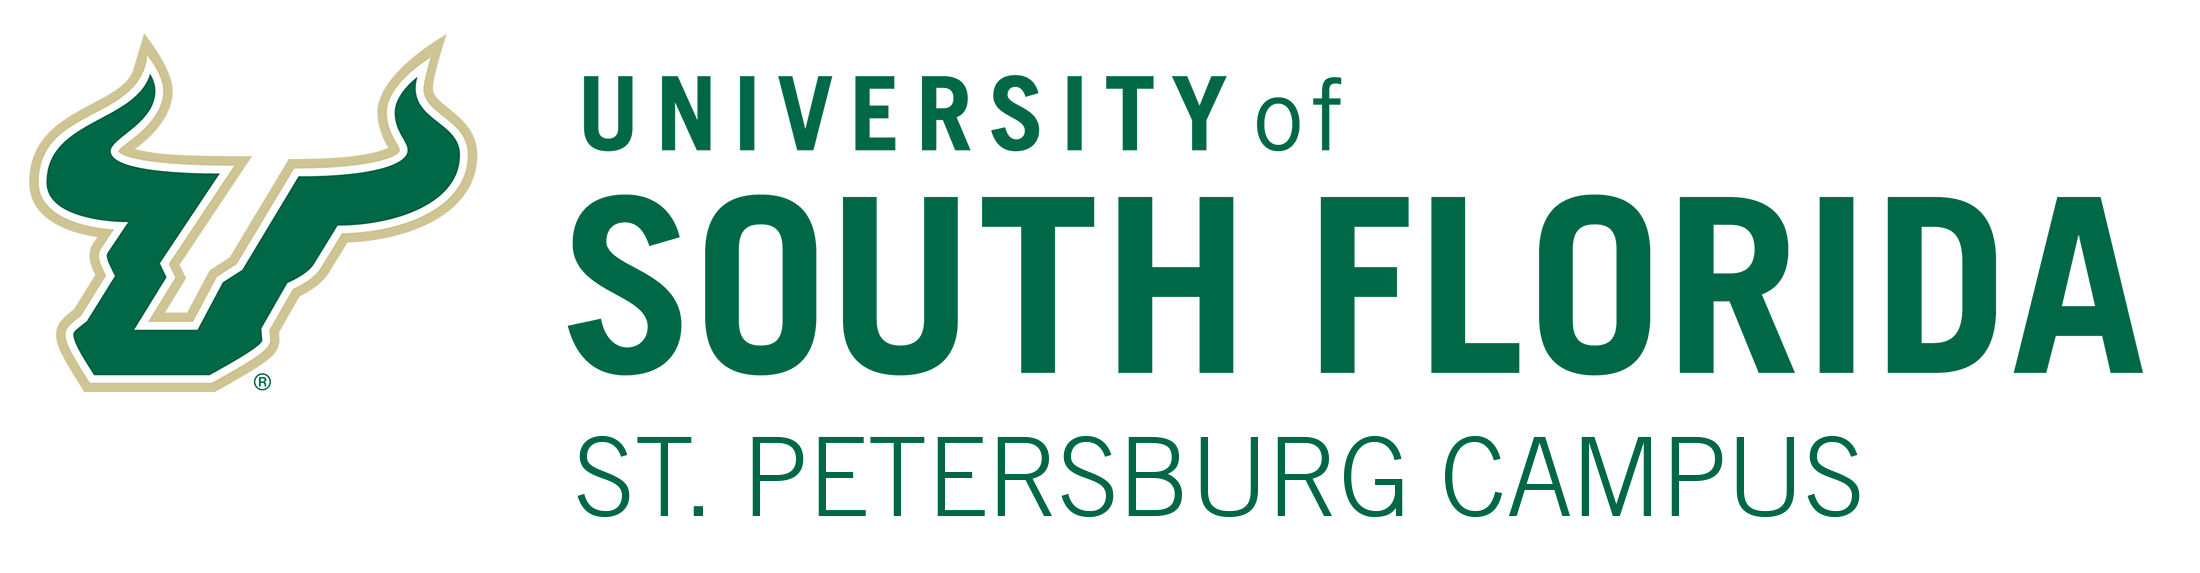 UNIVERSITY of
SOUTH FLORIDA
ST. PETERSBURG CAMPUS
®